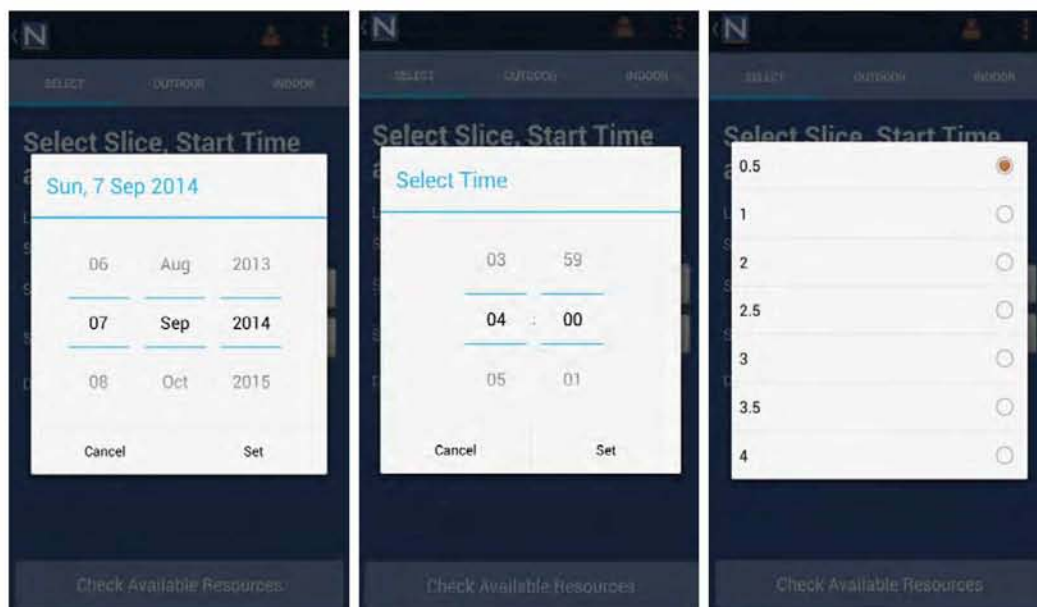 N
SELECT OUTDOOR INDOOR
Select Slice, Start Time
a
Sun, 7 Sep 2014
L
S
06 Aug 2013
S
07 Sep 2014
S
D
08 Oct 2015
Cancel Set
Check Available Resources
N
SELECT OUTDOOR INDOOR
Select Slice, Start Time
a
Select Time
L
S
03 59
S
04 : 00
S
D
05 01
Cancel Set
Check Available Resources
N
SELECT OUTDOOR INDOOR
Select Slice, Start Time
a
0.5
L
1
S
2
S
2.5
S
3
D
3.5
4
Check Available Resources